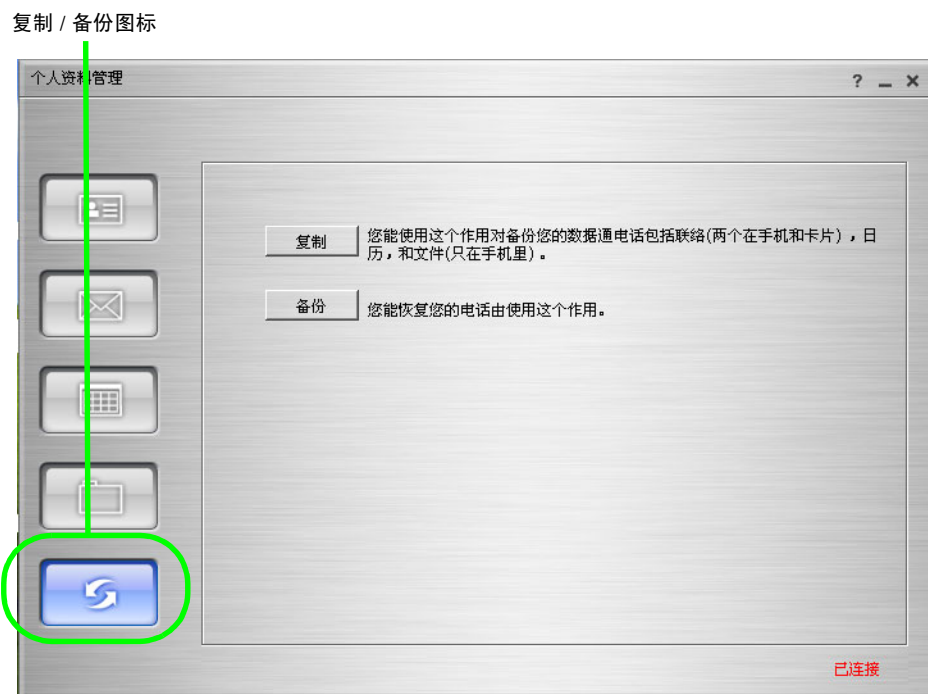 复制 / 备份图标
个人资料管理
? _ ×
复制
您能使用这个作用对备份您的数据通电话包括联络(两个在手机和卡片)，日
历，和文件(只在手机里)。
备份
您能恢复您的电话由使用这个作用。
已连接